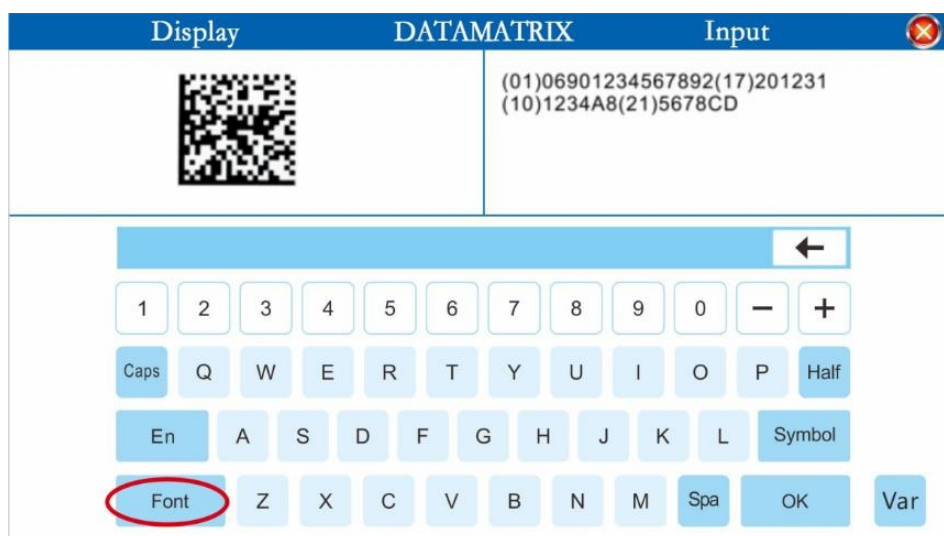 Display DATAMATRIX Input
(01)06901234567892(17)201231
(10)1234A8(21)5678CD
1 2 3 4 5 6 7 8 9 0 - +
Caps Q W E R T Y U I O P Half
En A S D F G H J K L Symbol
Font Z X C V B N M Spa OK Var